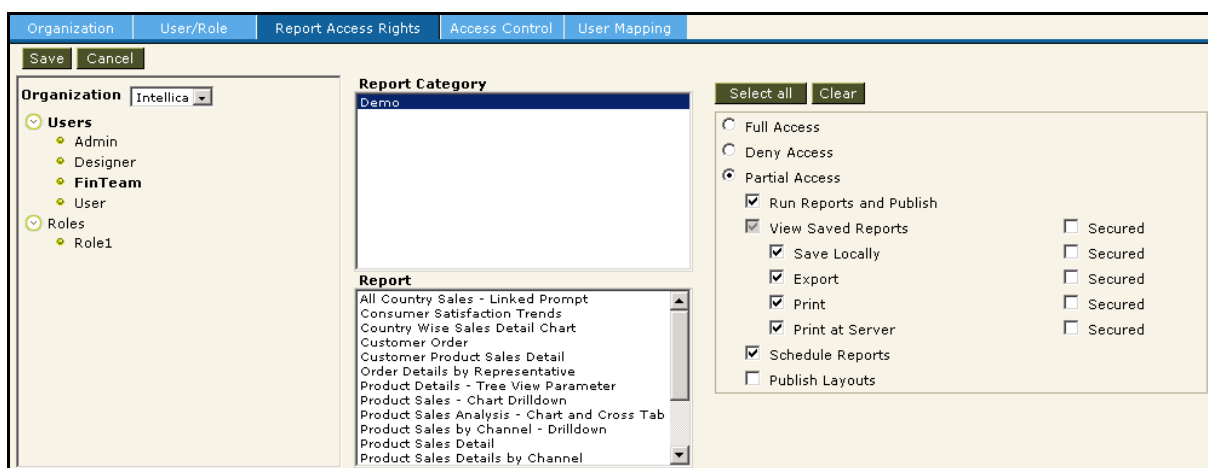 Organization User/Role Report Access Rights Access Control User Mapping
Save Cancel
Organization Intellica
Users
Admin
Designer
FinTeam
User
Roles
Role1
Report Category
Demo
Report
All Country Sales - Linked Prompt
Consumer Satisfaction Trends
Country Wise Sales Detail Chart
Customer Order
Customer Product Sales Detail
Order Details by Representative
Product Details - Tree View Parameter
Product Sales - Chart Drilldown
Product Sales Analysis - Chart and Cross Tab
Product Sales by Channel - Drilldown
Product Sales Detail
Product Sales Details by Channel
Select all Clear
Full Access
Deny Access
Partial Access
Run Reports and Publish
View Saved Reports Secured
Save Locally Secured
Export Secured
Print Secured
Print at Server Secured
Schedule Reports
Publish Layouts